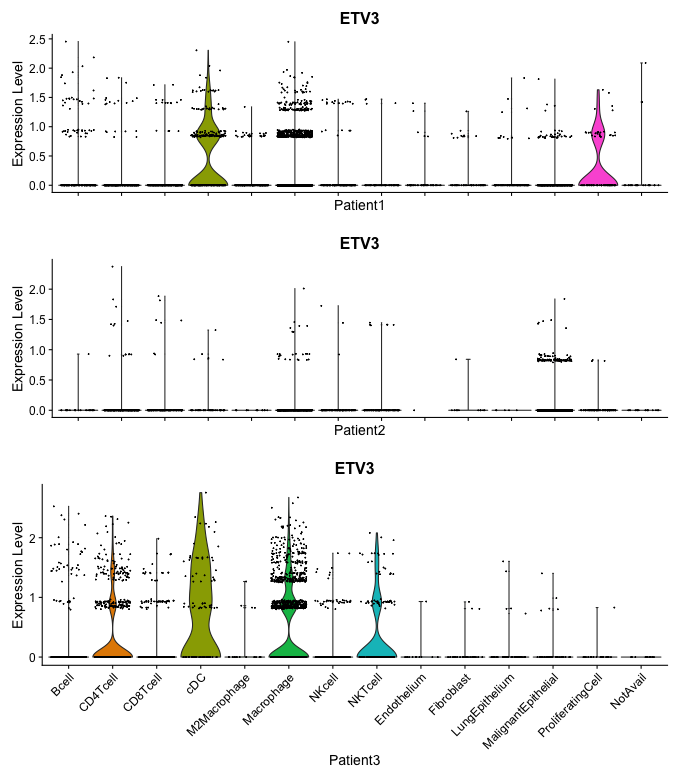 ETV3
Expression Level
2.5
2.0
1.5
1.0
0.5
0.0
Patient1
ETV3
Expression Level
2.0
1.5
1.0
0.5
0.0
Patient2
ETV3
Expression Level
2
1
0
Bcell
CD4Tcell
CD8Tcell
cDC
M2Macrophage
Macrophage
NKcell
NKTcell
Endothelium
Fibroblast
LungEpithelium
MalignantEpithelial
ProliferatingCell
NotAvail
Patient3